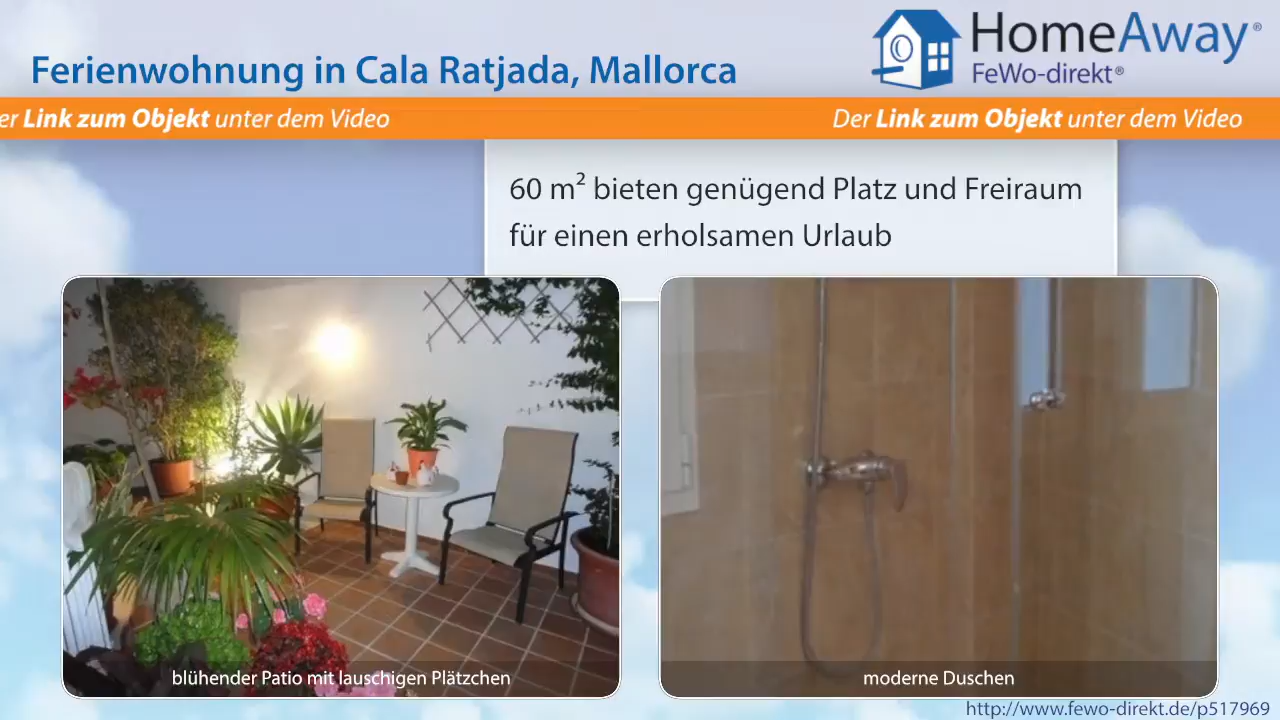 Ferienwohnung in Cala Ratjada, Mallorca
HomeAway®
FeWo-direkt®
er Link zum Objekt unter dem Video
Der Link zum Objekt unter dem Video
60 m² bieten genügend Platz und Freiraum
für einen erholsamen Urlaub
blühender Patio mit lauschigen Plätzchen
moderne Duschen
http://www.fewo-direkt.de/p517969